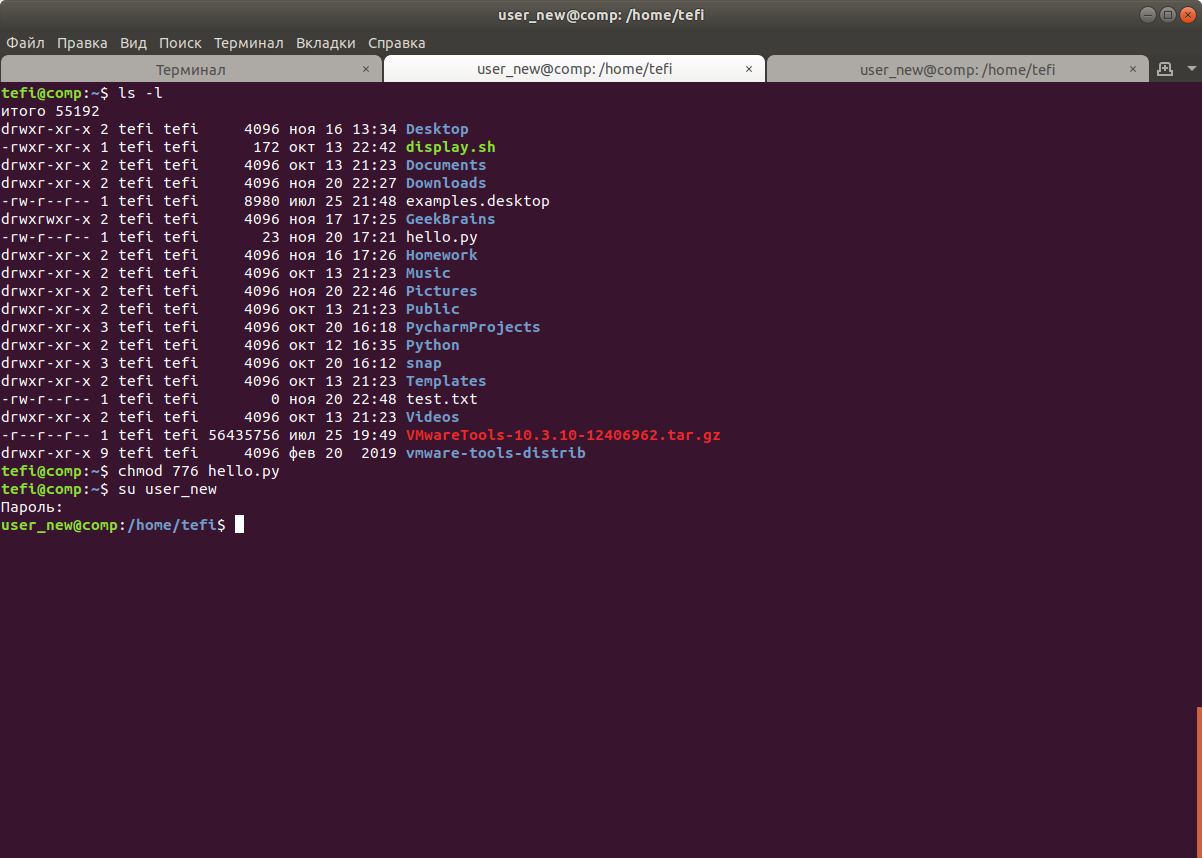 user_new@comp: /home/tefi
Файл Правка Вид Поиск Терминал Вкладки Справка
Терминал × user_new@comp: /home/tefi × user_new@comp: /home/tefi ×
tefi@comp:~$ ls -l
итого 55192
drwxr-xr-x 2 tefi tefi     4096 ноя 16 13:34 Desktop
-rwxr-xr-x 1 tefi tefi      172 окт 13 22:42 display.sh
drwxr-xr-x 2 tefi tefi     4096 окт 13 21:23 Documents
drwxr-xr-x 2 tefi tefi     4096 ноя 20 22:27 Downloads
-rw-r--r-- 1 tefi tefi     8980 июл 25 21:48 examples.desktop
drwxrwxr-x 2 tefi tefi     4096 ноя 17 17:25 GeekBrains
-rw-r--r-- 1 tefi tefi       23 ноя 20 17:21 hello.py
drwxr-xr-x 2 tefi tefi     4096 ноя 16 17:26 Homework
drwxr-xr-x 2 tefi tefi     4096 окт 13 21:23 Music
drwxr-xr-x 2 tefi tefi     4096 ноя 20 22:46 Pictures
drwxr-xr-x 2 tefi tefi     4096 окт 13 21:23 Public
drwxr-xr-x 3 tefi tefi     4096 окт 20 16:18 PycharmProjects
drwxr-xr-x 2 tefi tefi     4096 окт 12 16:35 Python
drwxr-xr-x 3 tefi tefi     4096 окт 20 16:12 snap
drwxr-xr-x 2 tefi tefi     4096 окт 13 21:23 Templates
-rw-r--r-- 1 tefi tefi        0 ноя 20 22:48 test.txt
drwxr-xr-x 2 tefi tefi     4096 окт 13 21:23 Videos
-r--r--r-- 1 tefi tefi 56435756 июл 25 19:49 VMwareTools-10.3.10-12406962.tar.gz
drwxr-xr-x 9 tefi tefi     4096 фев 20  2019 vmware-tools-distrib
tefi@comp:~$ chmod 776 hello.py
tefi@comp:~$ su user_new
Пароль:
user_new@comp:/home/tefi$